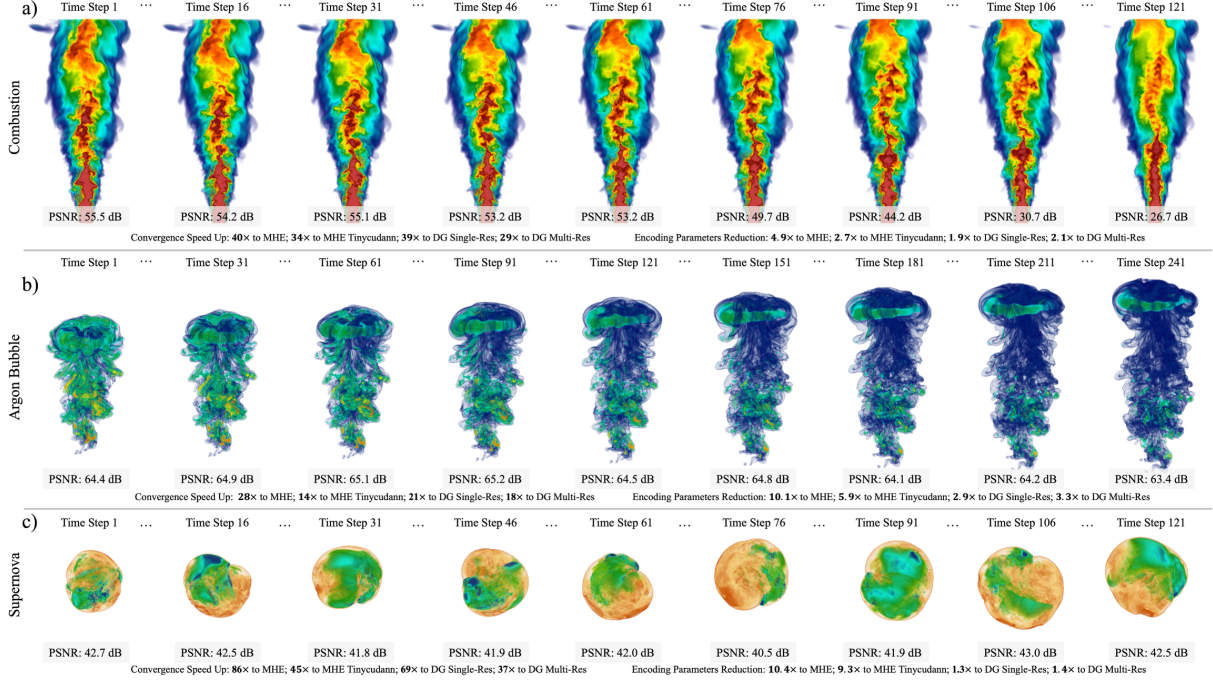 a)
Time Step 1 ... Time Step 16 ... Time Step 31 ... Time Step 46 ... Time Step 61 ... Time Step 76 ... Time Step 91 ... Time Step 106 ... Time Step 121
Combustion
PSNR: 55.5 dB PSNR: 54.2 dB PSNR: 55.1 dB PSNR: 53.2 dB PSNR: 53.2 dB PSNR: 49.7 dB PSNR: 44.2 dB PSNR: 30.7 dB PSNR: 26.7 dB
Convergence Speed Up: 40× to MHE; 34× to MHE Tinycudann; 39× to DG Single-Res; 29× to DG Multi-Res Encoding Parameters Reduction: 4.9× to MHE; 2.7× to MHE Tinycudann; 1.9× to DG Single-Res; 2.1× to DG Multi-Res
Time Step 1 ... Time Step 31 ... Time Step 61 ... Time Step 91 ... Time Step 121 ... Time Step 151 ... Time Step 181 ... Time Step 211 ... Time Step 241
b)
Argon Bubble
PSNR: 64.4 dB PSNR: 64.9 dB PSNR: 65.1 dB PSNR: 65.2 dB PSNR: 64.5 dB PSNR: 64.8 dB PSNR: 64.1 dB PSNR: 64.2 dB PSNR: 63.4 dB
Convergence Speed Up: 28× to MHE; 14× to MHE Tinycudann; 21× to DG Single-Res; 18× to DG Multi-Res Encoding Parameters Reduction: 10.1× to MHE; 5.9× to MHE Tinycudann; 2.9× to DG Single-Res; 3.3× to DG Multi-Res
c)
Time Step 1 ... Time Step 16 ... Time Step 31 ... Time Step 46 ... Time Step 61 ... Time Step 76 ... Time Step 91 ... Time Step 106 ... Time Step 121
Supernova
PSNR: 42.7 dB PSNR: 42.5 dB PSNR: 41.8 dB PSNR: 41.9 dB PSNR: 42.0 dB PSNR: 40.5 dB PSNR: 41.9 dB PSNR: 43.0 dB PSNR: 42.5 dB
Convergence Speed Up: 86× to MHE; 45× to MHE Tinycudann; 69× to DG Single-Res; 37× to DG Multi-Res Encoding Parameters Reduction: 10.4× to MHE; 9.3× to MHE Tinycudann; 1.3× to DG Single-Res; 1.4× to DG Multi-Res